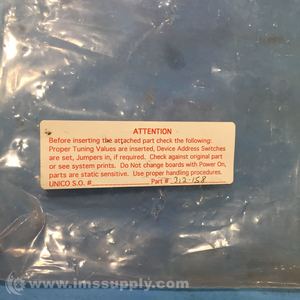 ATTENTION
Before inserting the attached part check the following:
Proper Tuning Values are inserted, Device Address Switches
are set, Jumpers in, if required. Check against original part
or see system prints. Do Not Change boards with Power On,
parts are static sensitive. Use proper handling procedures.
UNICO S.O. # Part # 312-158
© www.imssupply.com